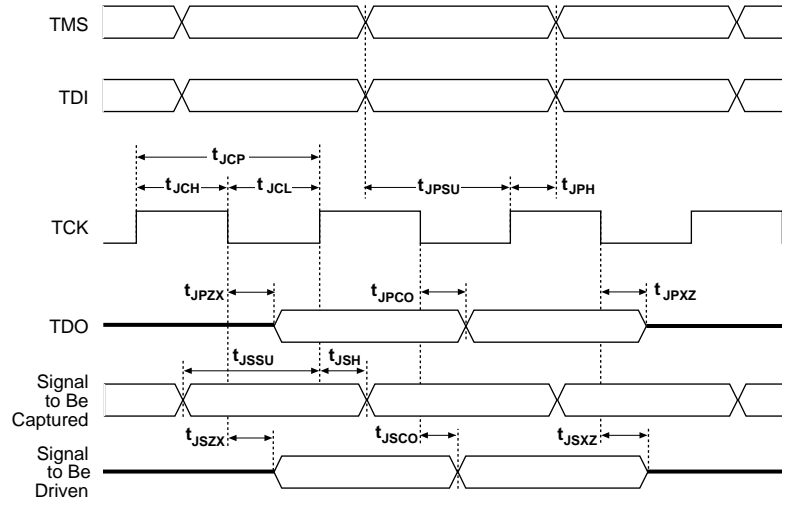 TMS
TDI
tJCP
tJCH
tJCL
tJPSU
tJPH
TCK
tJPZX
tJPCO
tJPXZ
TDO
tJSSU
tJSH
Signal
to Be
Captured
tJSZX
tJSCO
tJSXZ
Signal
to Be
Driven